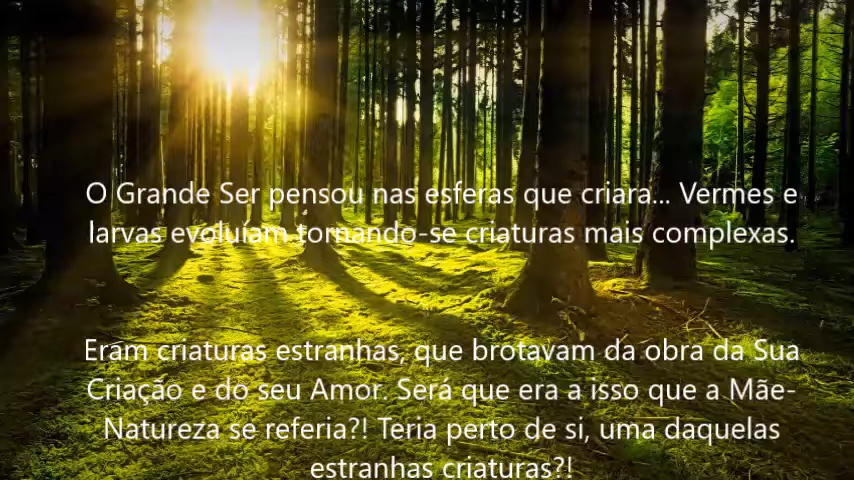 O Grande Ser pensou nas esferas que criara... Vermes e
larvas evoluíam tornando-se criaturas mais complexas.
Eram criaturas estranhas, que brotavam da obra da Sua
Criação e do seu Amor. Será que era a isso que a Mãe-
Natureza se referia?! Teria perto de si, uma daquelas
estranhas criaturas?!